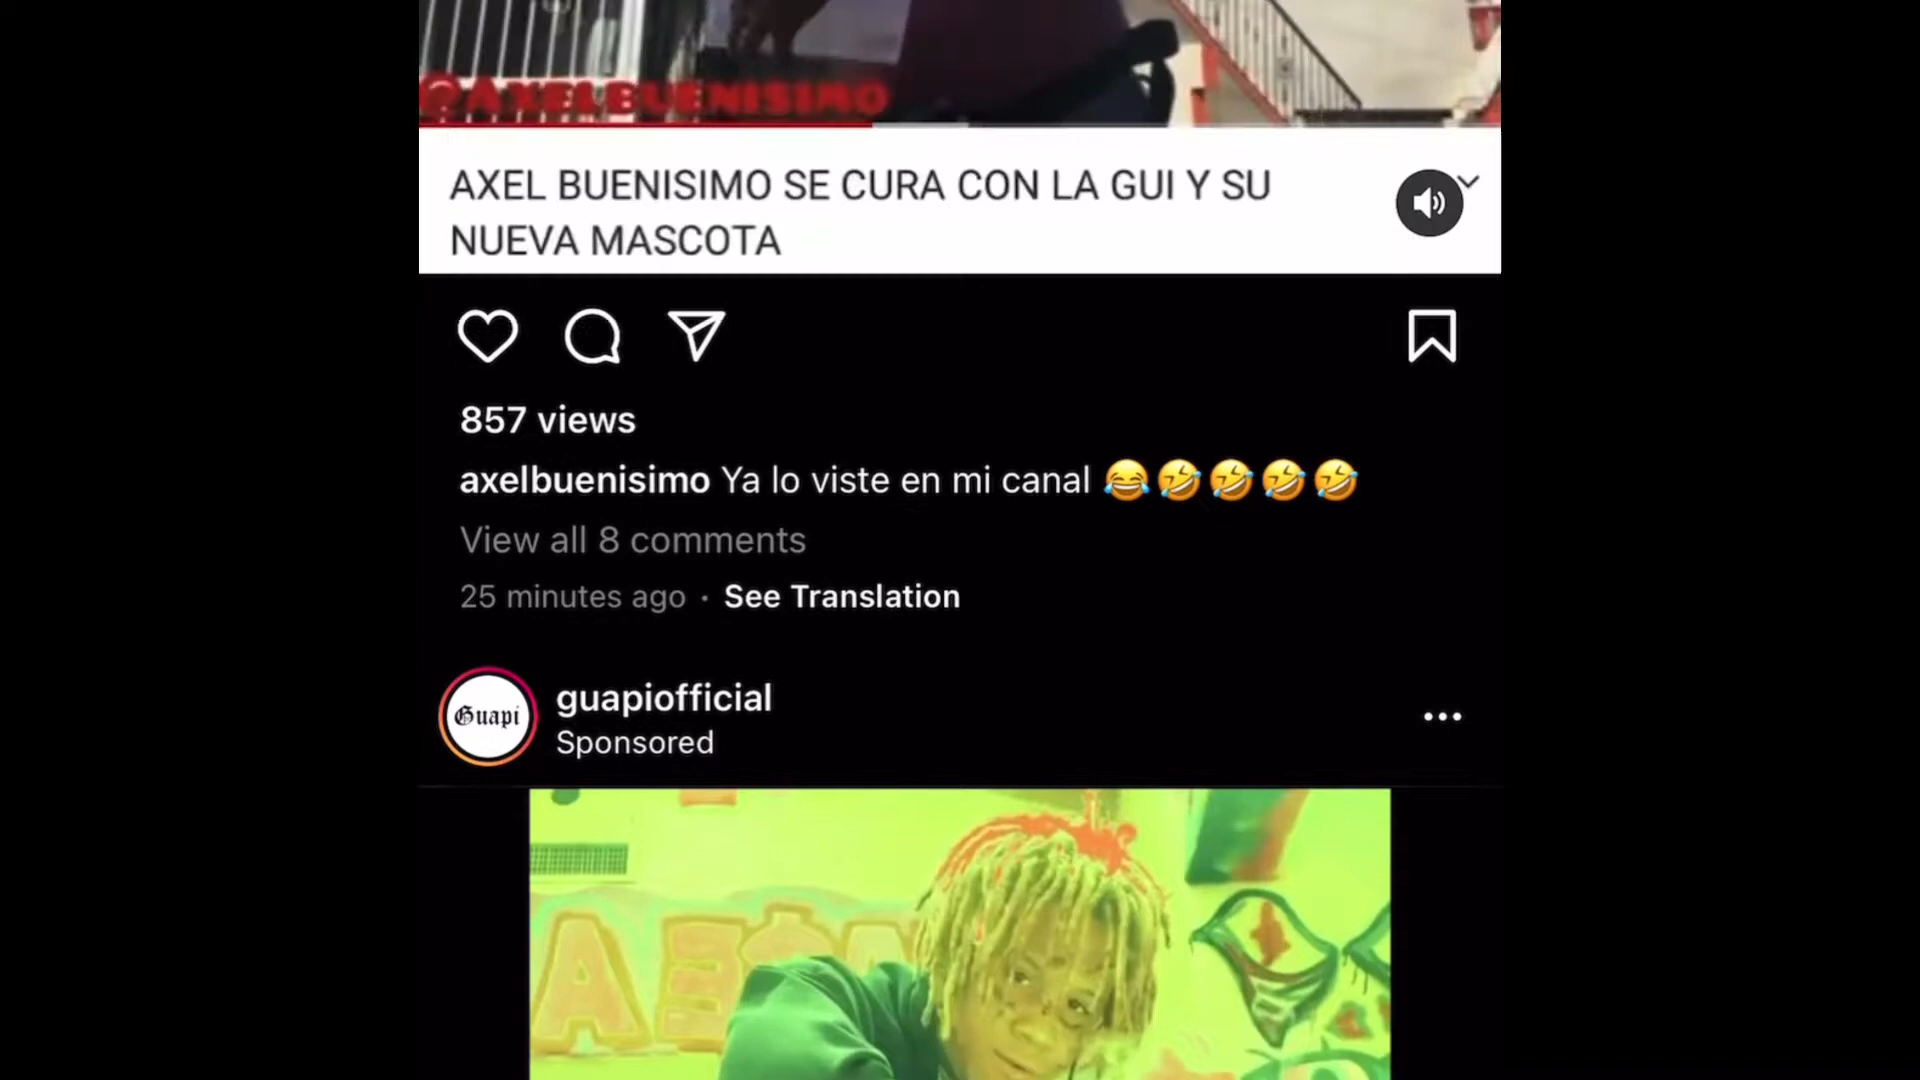 @AXELBUENISIMO
AXEL BUENISIMO SE CURA CON LA GUI Y SU
NUEVA MASCOTA
857 views
axelbuenisimo Ya lo viste en mi canal 😂🤣🤣🤣🤣
View all 8 comments
25 minutes ago · See Translation
Guapi
guapiofficial
Sponsored